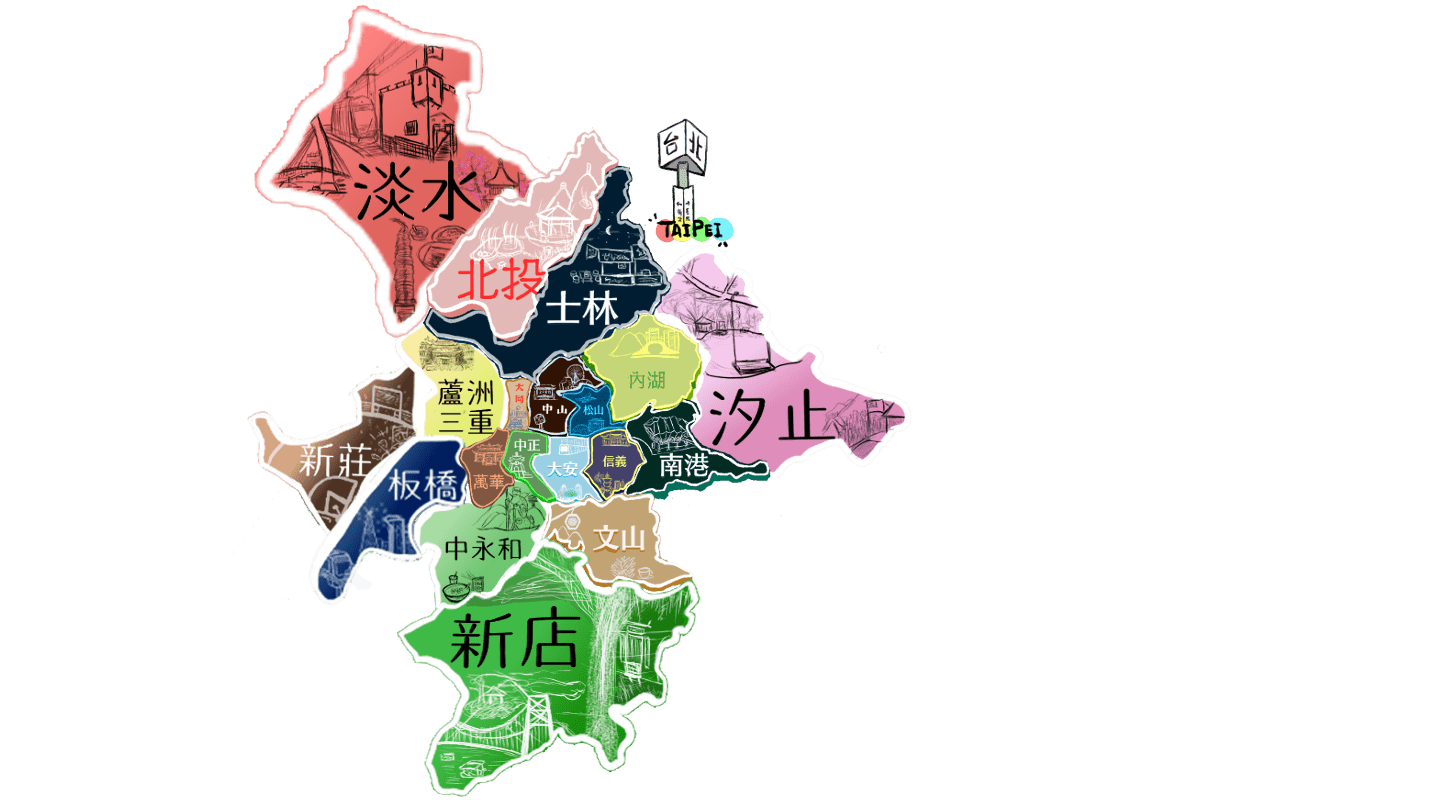 台北
TAIPEI
淡水
北投
士林
內湖
汐止
蘆洲
三重
大同
中山
松山
新莊
板橋
萬華
中正
大安
信義
南港
中永和
文山
新店